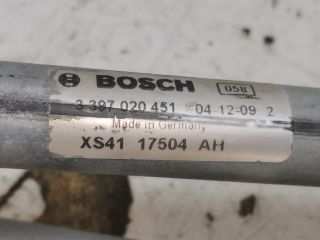 BOSCH 058
3 397 020 451 04-12-09 2
Made in Germany
XS41 17504 AH